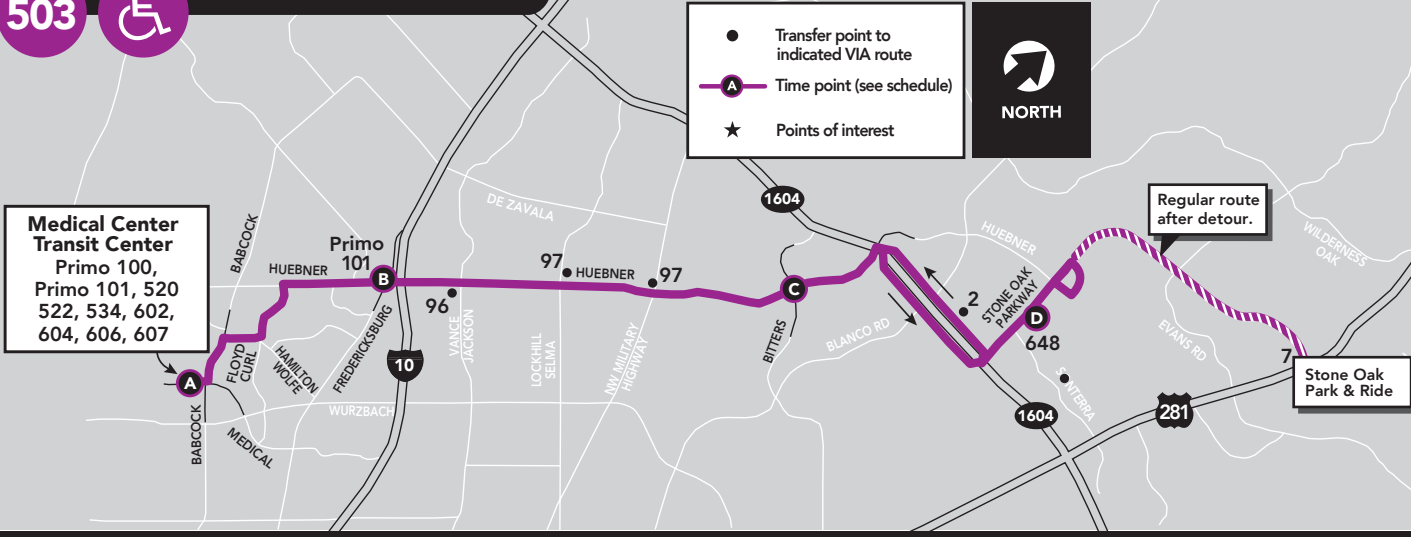 503
Transfer point to
indicated VIA route
A
Time point (see schedule)
Points of interest
NORTH
Medical Center
Transit Center
Primo 100,
Primo 101, 520
522, 534, 602,
604, 606, 607
A
BABCOCK
BABCOCK
MEDICAL
FLOYD
CURL
HAMILTON
WOLFE
HUEBNER
Primo
101
B
FREDERICKSBURG
10
WURZBACH
96
VANCE
JACKSON
DE ZAVALA
97
HUEBNER
97
LOCKHILL
SELMA
NW MILITARY
HIGHWAY
1604
C
BITTERS
BLANCO RD
2
HUEBNER
STONE OAK
PARKWAY
D
648
SONTERRA
1604
281
Regular route
after detour.
WILDERNESS
OAK
EVANS RD
7
Stone Oak
Park & Ride